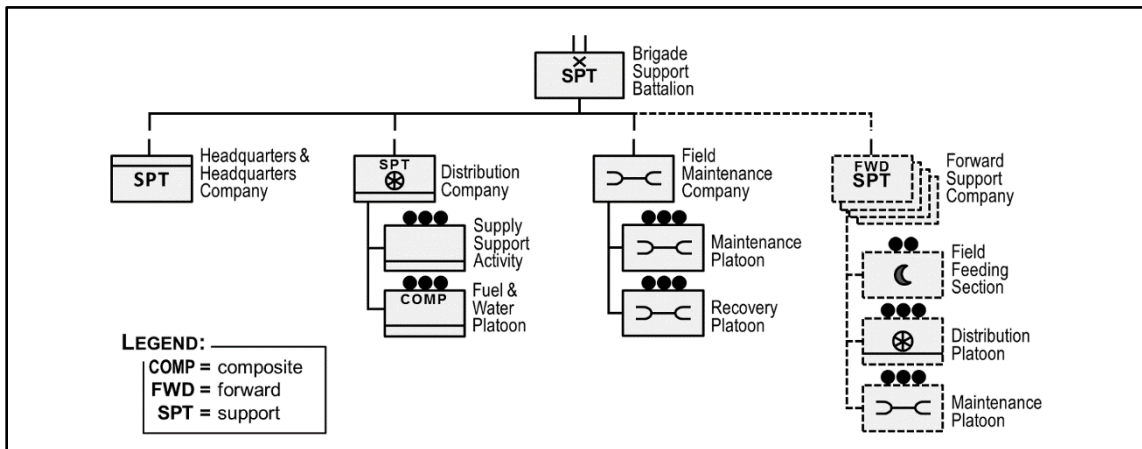 SPT
Brigade
Support
Battalion
SPT
Headquarters &
Headquarters
Company
SPT
Distribution
Company
Field
Maintenance
Company
FWD
SPT
Forward
Support
Company
Supply
Support
Activity
Maintenance
Platoon
Field
Feeding
Section
COMP
Fuel &
Water
Platoon
Recovery
Platoon
Distribution
Platoon
Maintenance
Platoon
LEGEND:
COMP = composite
FWD = forward
SPT = support